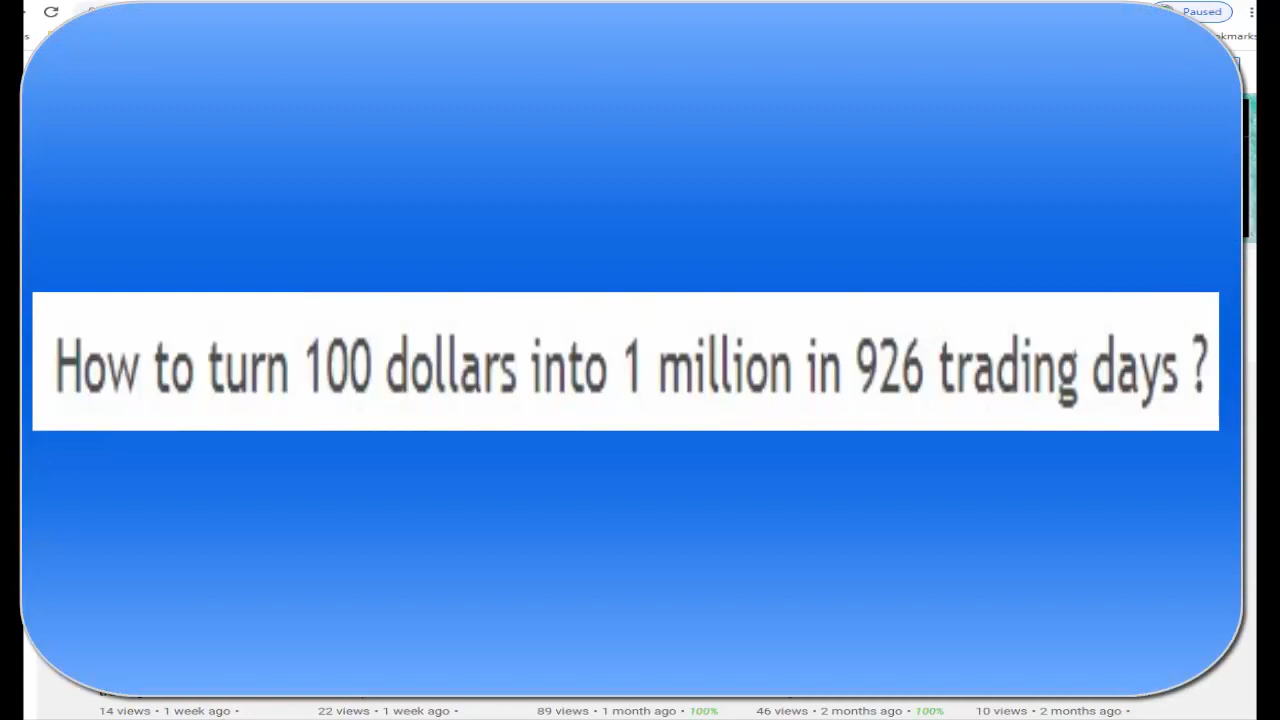 Paused
How to turn 100 dollars into 1 million in 926 trading days ?
14 views • 1 week ago •
22 views • 1 week ago •
89 views • 1 month ago • 100%
46 views • 2 months ago • 100%
10 views • 2 months ago •